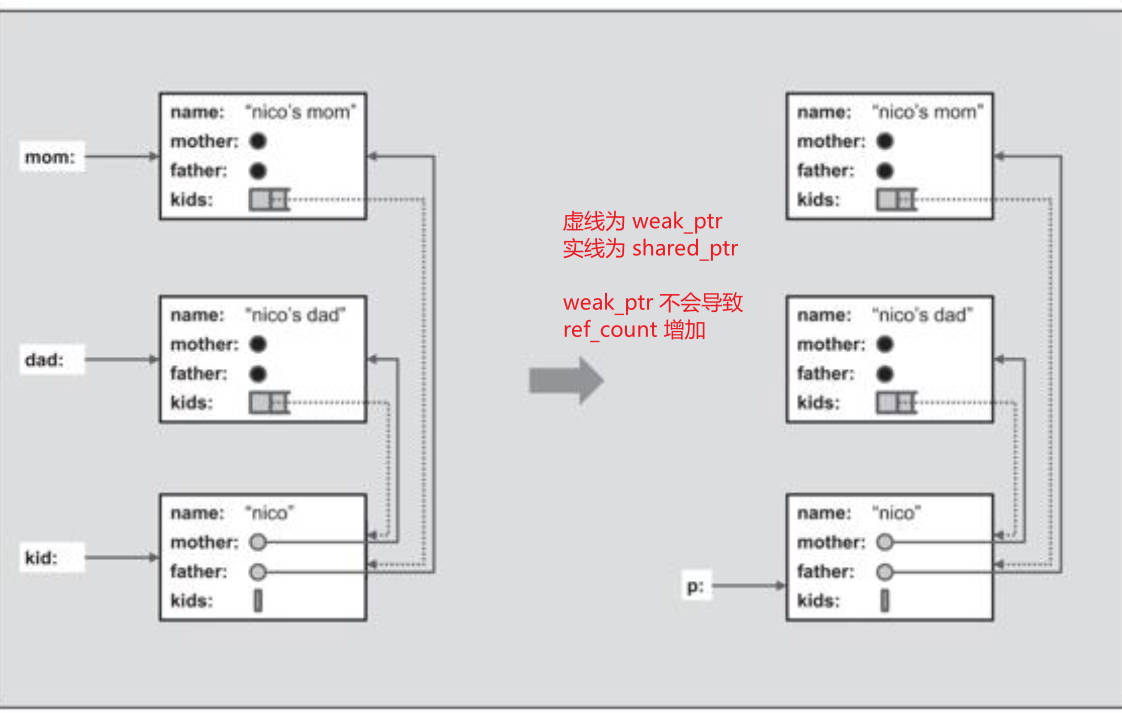 mom:
name: “nico’s mom”
mother:
father:
kids:
dad:
name: “nico’s dad”
mother:
father:
kids:
kid:
name: “nico”
mother:
father:
kids:
虚线为 weak_ptr
实线为 shared_ptr
weak_ptr 不会导致
ref_count 增加
name: “nico’s mom”
mother:
father:
kids:
name: “nico’s dad”
mother:
father:
kids:
p:
name: “nico”
mother:
father:
kids: